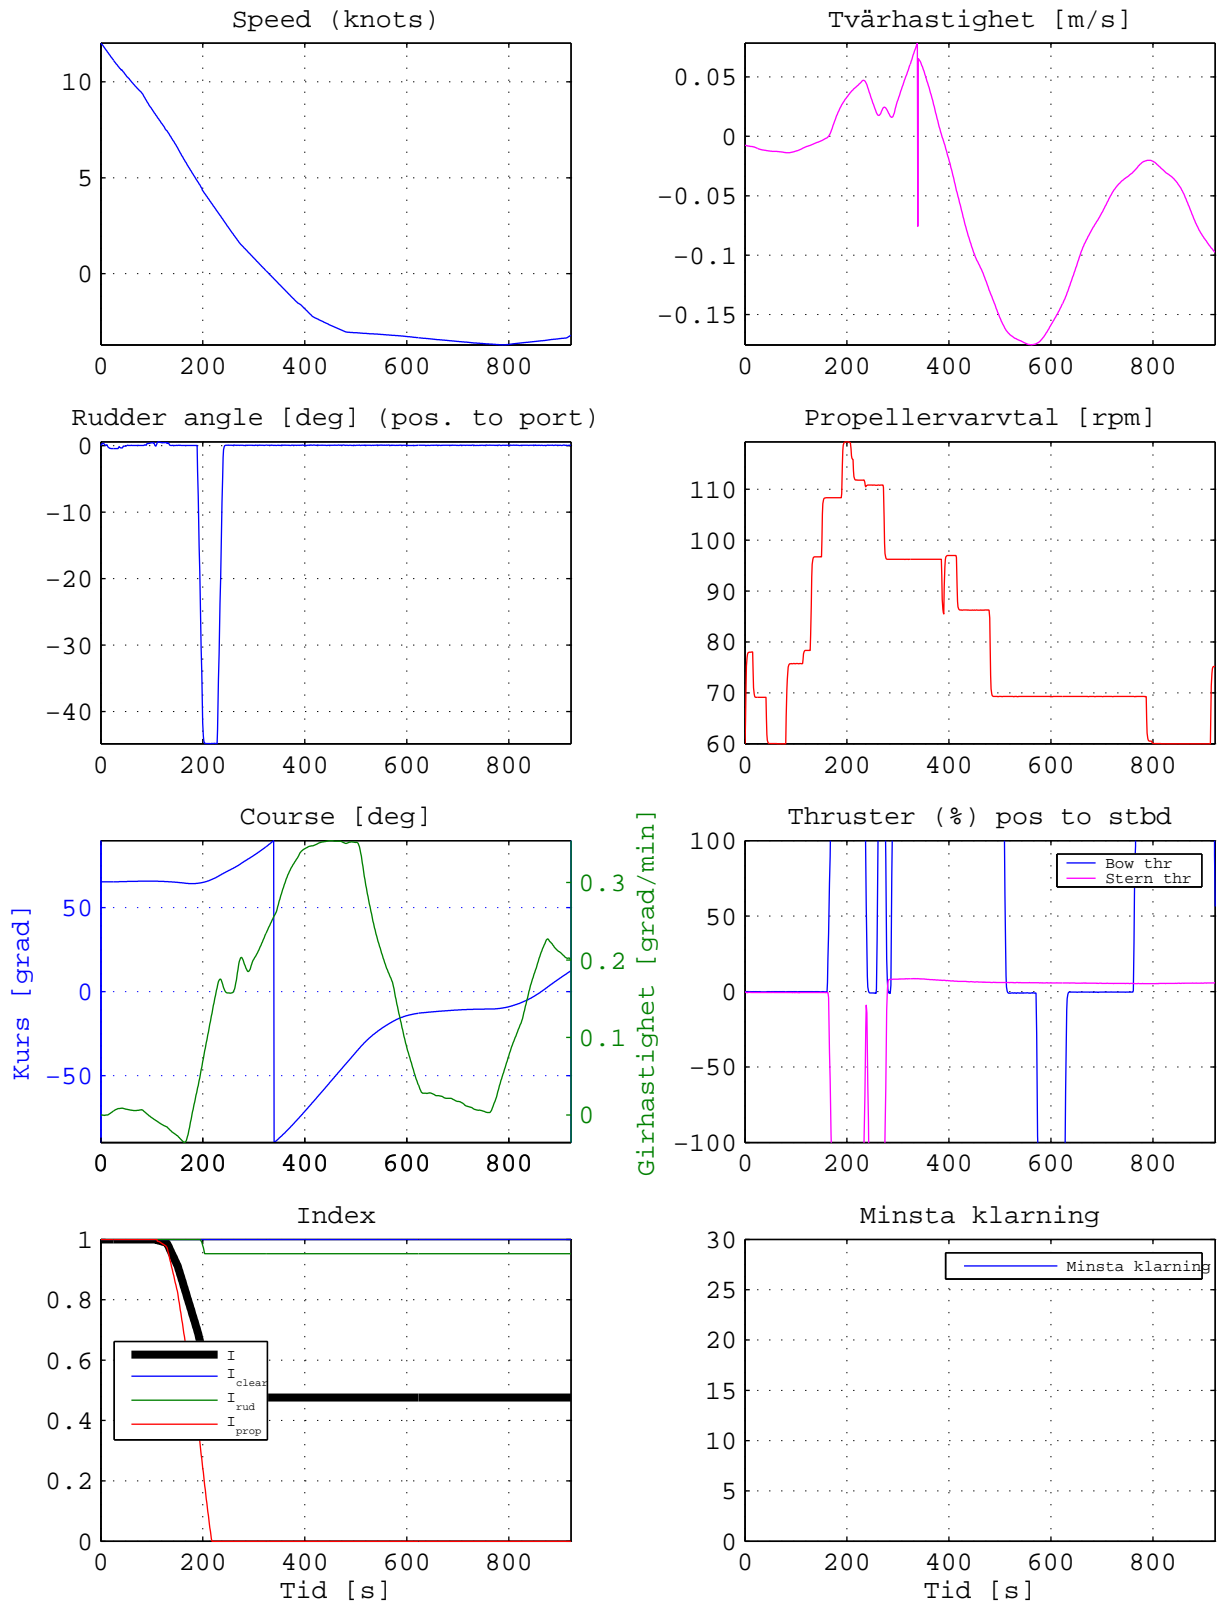 Speed (knots)
10
5
0
0 200 400 600 800
Tvärhastighet [m/s]
0.05
0
−0.05
−0.1
−0.15
0 200 400 600 800
Rudder angle [deg] (pos. to port)
0
−10
−20
−30
−40
0 200 400 600 800
Propellervarvtal [rpm]
110
100
90
80
70
60
0 200 400 600 800
Course [deg]
Kurs [grad]
50
0
−50
0 200 400 600 800
0.3
0.2
0.1
0
Girhastighet [grad/min]
Thruster (%) pos to stbd
100
50
0
−50
−100
0 200 400 600 800
Bow thr
Stern thr
Index
1
0.8
0.6
0.4
0.2
0
0 200 400 600 800
Tid [s]
I
I clear
I rud
I prop
Minsta klarning
30
25
20
15
10
5
0
0 200 400 600 800
Tid [s]
Minsta klarning